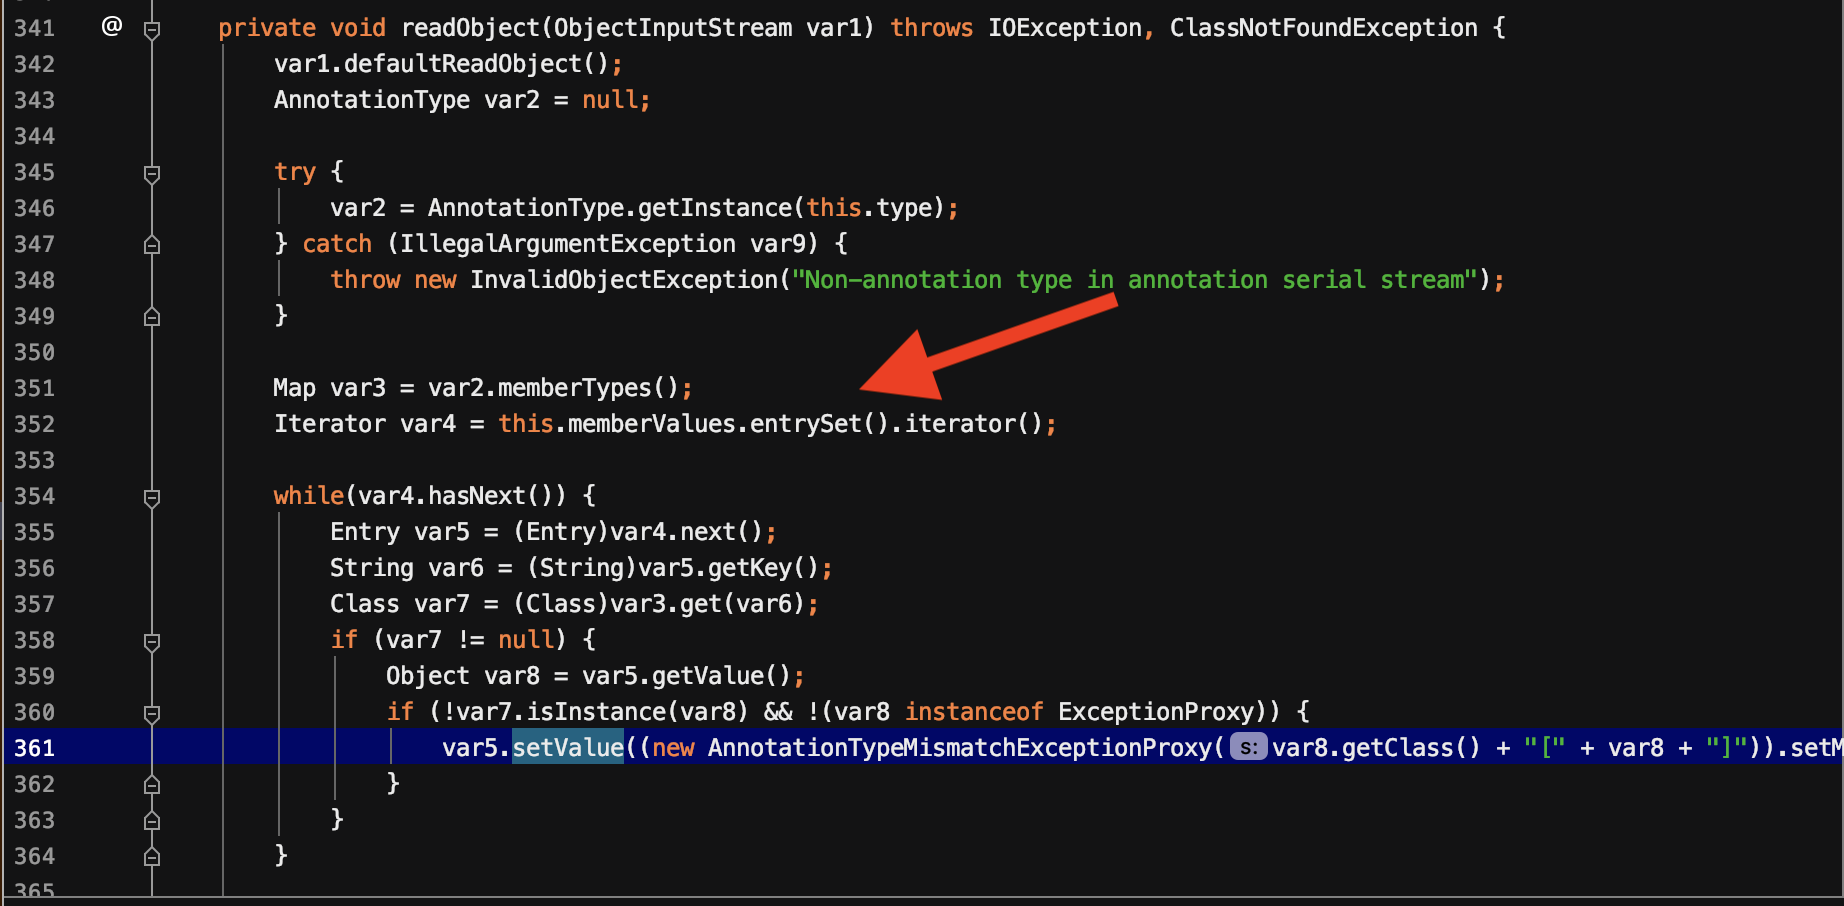 341 @ private void readObject(ObjectInputStream var1) throws IOException, ClassNotFoundException {
342 var1.defaultReadObject();
343 AnnotationType var2 = null;
344
345 try {
346 var2 = AnnotationType.getInstance(this.type);
347 } catch (IllegalArgumentException var9) {
348 throw new InvalidObjectException("Non-annotation type in annotation serial stream");
349 }
350
351 Map var3 = var2.memberTypes();
352 Iterator var4 = this.memberValues.entrySet().iterator();
353
354 while(var4.hasNext()) {
355 Entry var5 = (Entry)var4.next();
356 String var6 = (String)var5.getKey();
357 Class var7 = (Class)var3.get(var6);
358 if (var7 != null) {
359 Object var8 = var5.getValue();
360 if (!var7.isInstance(var8) && !(var8 instanceof ExceptionProxy)) {
361 var5.setValue((new AnnotationTypeMismatchExceptionProxy( s: var8.getClass() + "[" + var8 + "]")).setM
362 }
363 }
364 }
365